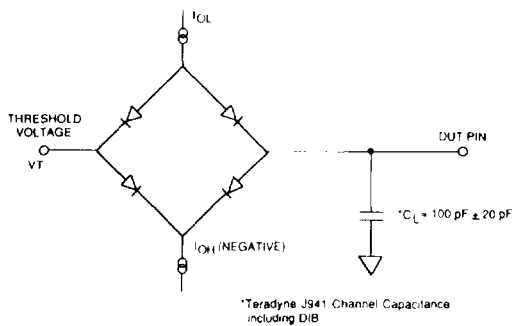 IOL
THRESHOLD
VOLTAGE
VT
DUT PIN
*CL = 100 pF ± 20 pF
IOH (NEGATIVE)
*Teradyne J941 Channel Capacitance
including DIB